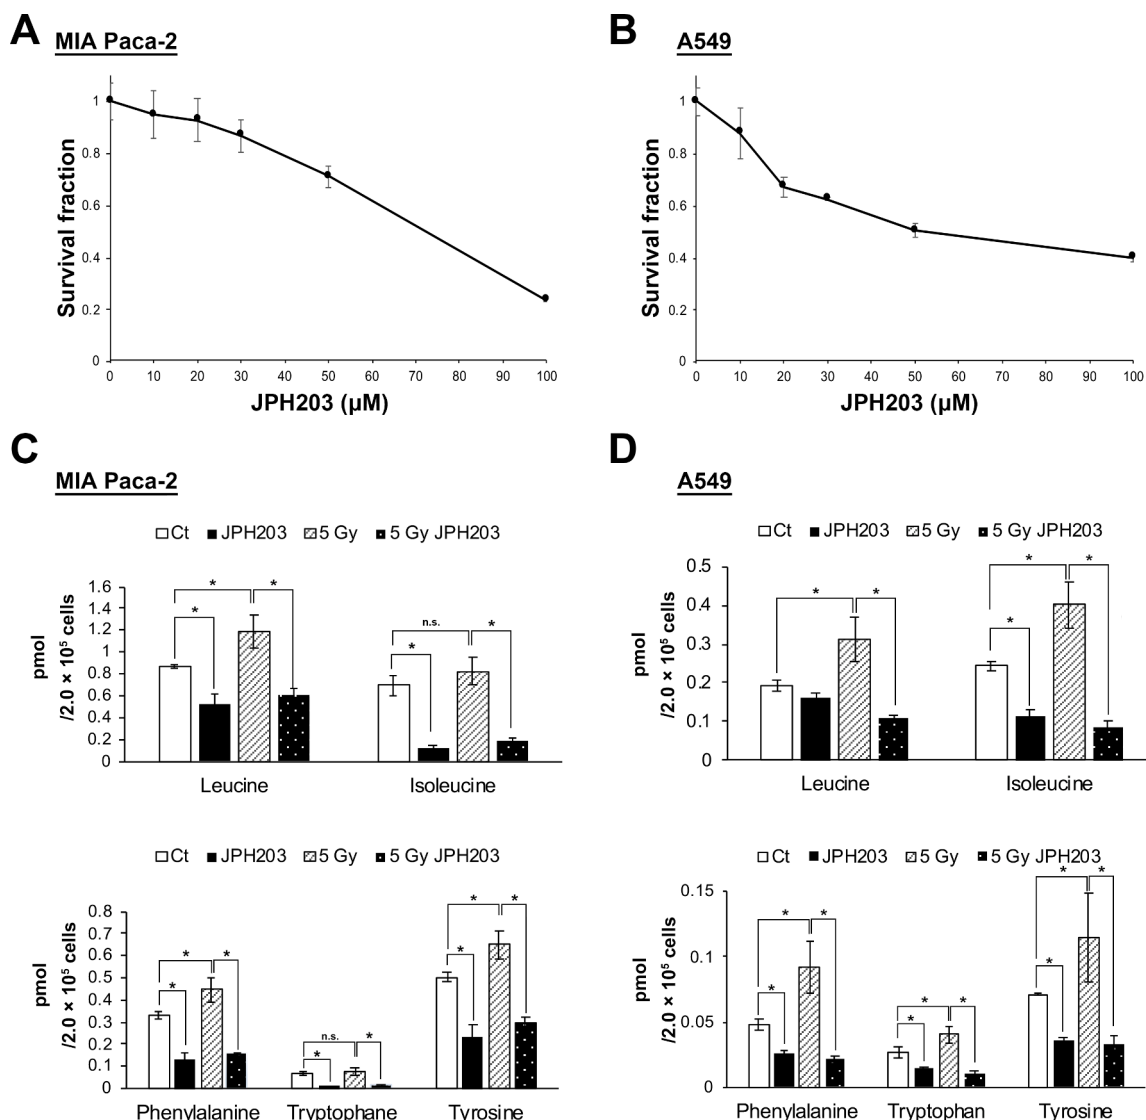 A
MIA Paca-2
Survival fraction
1
0.8
0.6
0.4
0.2
0
0 10 20 30 40 50 60 70 80 90 100
JPH203 (µM)
B
A549
Survival fraction
1
0.8
0.6
0.4
0.2
0
0 10 20 30 40 50 60 70 80 90 100
JPH203 (µM)
C
MIA Paca-2
Ct JPH203 5 Gy 5 Gy JPH203
pmol
/2.0 × 10⁵ cells
1.6
1.4
1.2
1
0.8
0.6
0.4
0.2
0
* * * n.s. * *
Leucine Isoleucine
Ct JPH203 5 Gy 5 Gy JPH203
pmol
/2.0 × 10⁵ cells
0.8
0.7
0.6
0.5
0.4
0.3
0.2
0.1
0
* * * n.s. * * * * *
Phenylalanine Tryptophane Tyrosine
D
A549
Ct JPH203 5 Gy 5 Gy JPH203
pmol
/2.0 × 10⁵ cells
0.5
0.4
0.3
0.2
0.1
0
* * * * *
Leucine Isoleucine
Ct JPH203 5 Gy 5 Gy JPH203
pmol
/2.0 × 10⁵ cells
0.15
0.1
0.05
0
* * * * * * * * *
Phenylalanine Tryptophan Tyrosine